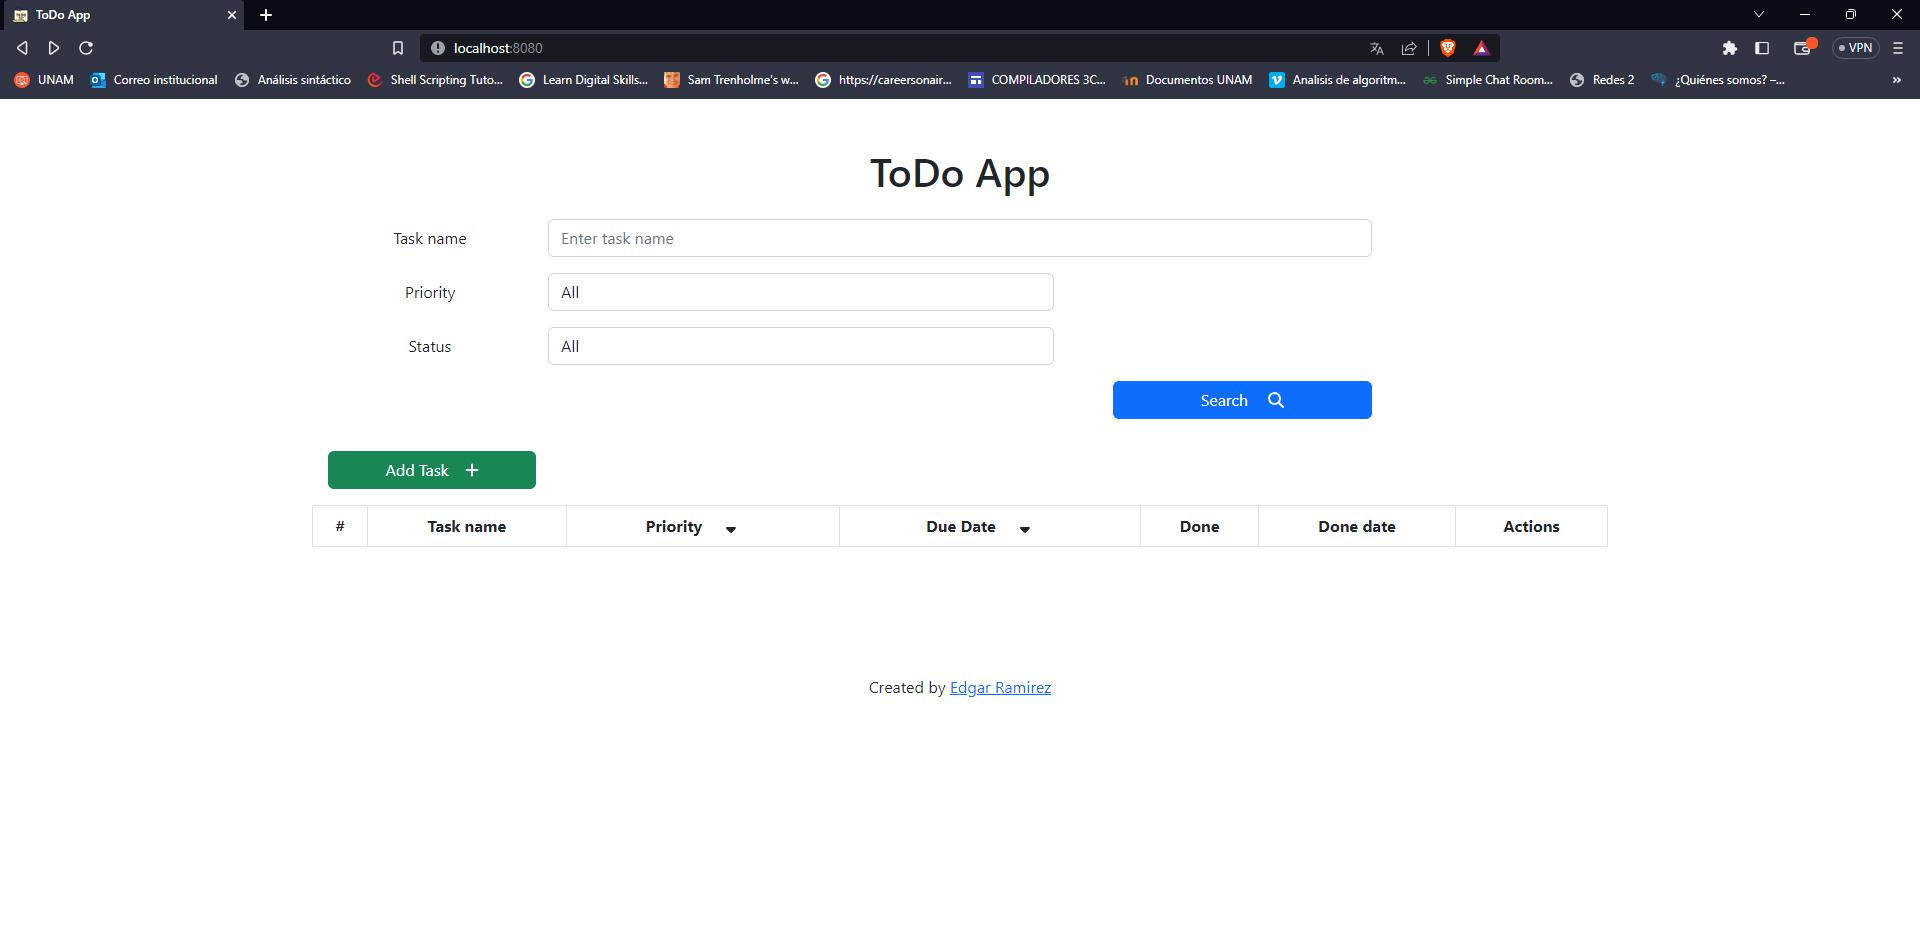 ToDo App
localhost:8080
VPN
UNAM Correo institucional Análisis sintáctico Shell Scripting Tuto... Learn Digital Skills... Sam Trenholme's w... https://careersonair... COMPILADORES 3C... Documentos UNAM Analisis de algoritm... Simple Chat Room... Redes 2 ¿Quiénes somos? –... »
ToDo App
Task name Enter task name
Priority All
Status All
Search
Add Task +
# Task name Priority Due Date Done Done date Actions
Created by Edgar Ramirez